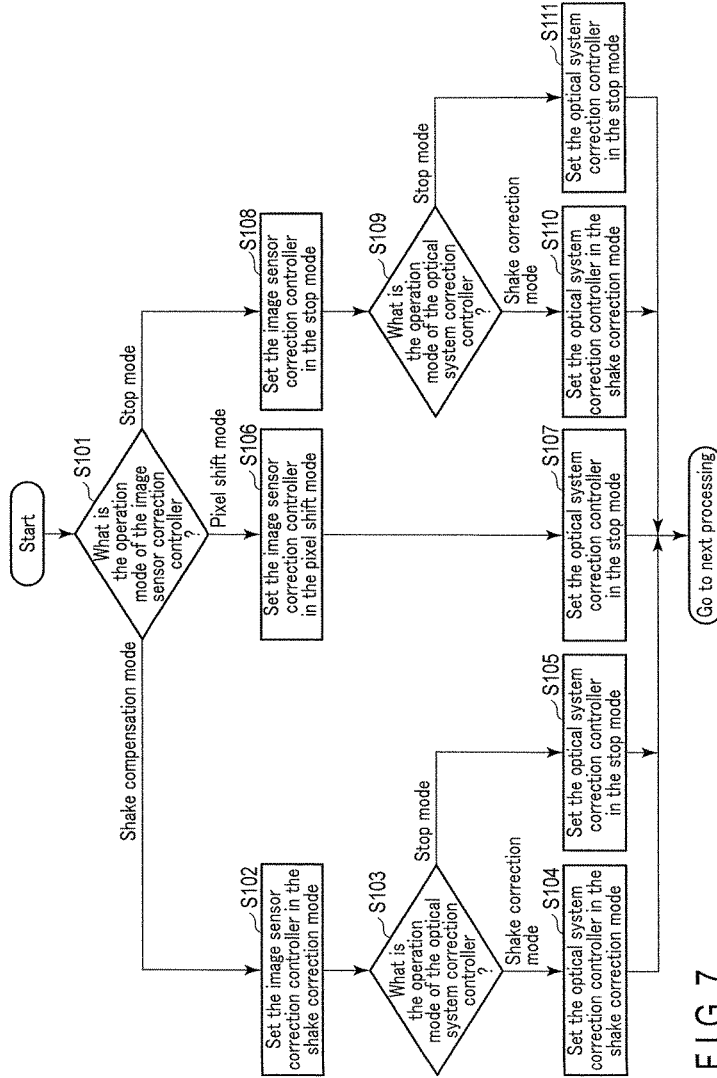 Start
S101
What is
the operation
mode of the image
sensor correction
controller
?
Shake compensation mode
Pixel shift mode
Stop mode
S102
Set the image sensor
correction controller in the
shake correction mode
S106
Set the image sensor
correction controller
in the pixel shift mode
S108
Set the image sensor
correction controller
in the stop mode
S103
What is
the operation
mode of the optical
system correction
controller
?
Stop mode
Shake correction
mode
S109
What is
the operation
mode of the optical
system correction
controller
?
Stop mode
Shake correction
mode
S104
Set the optical system
correction controller in the
shake correction mode
S105
Set the optical system
correction controller
in the stop mode
S107
Set the optical system
correction controller
in the stop mode
S110
Set the optical system
correction controller in the
shake correction mode
S111
Set the optical system
correction controller
in the stop mode
Go to next processing
FIG. 7